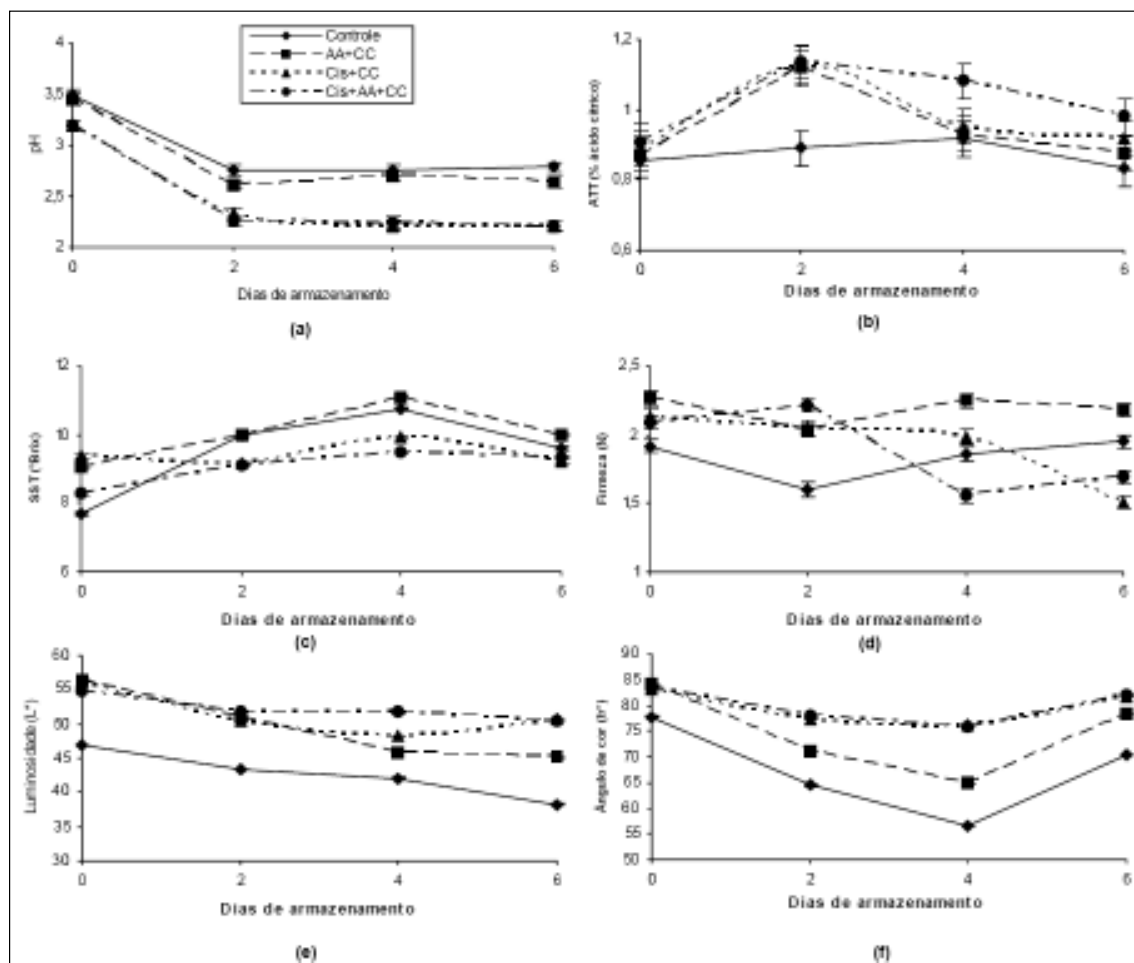 Controle
AA+CC
Cis+CC
Cis+AA+CC
4
3,5
3
2,5
2
pH
0
2
4
6
Dias de armazenamento
(a)
1,2
1
0,8
0,6
ATT (% ácido cítrico)
0
2
4
6
Dias de armazenamento
(b)
12
10
8
6
SST (°Brix)
0
2
4
6
Dias de armazenamento
(c)
2,5
2
1,5
1
Firmeza (N)
0
2
4
6
Dias de armazenamento
(d)
60
55
50
45
40
35
30
Luminosidade (L*)
0
2
4
6
Dias de armazenamento
(e)
90
85
80
75
70
65
60
55
50
Ângulo de cor (h°)
0
2
4
6
Dias de armazenamento
(f)